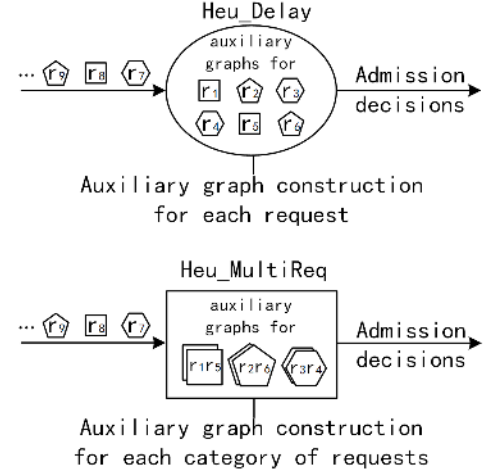 Heu_Delay
auxiliary
graphs for
... r9 r8 r7
r1 r2 r3
r4 r5 r6
Admission
decisions
Auxiliary graph construction
for each request
Heu_MultiReq
auxiliary
graphs for
... r9 r8 r7
r1r5 r2r6 r3r4
Admission
decisions
Auxiliary graph construction
for each category of requests